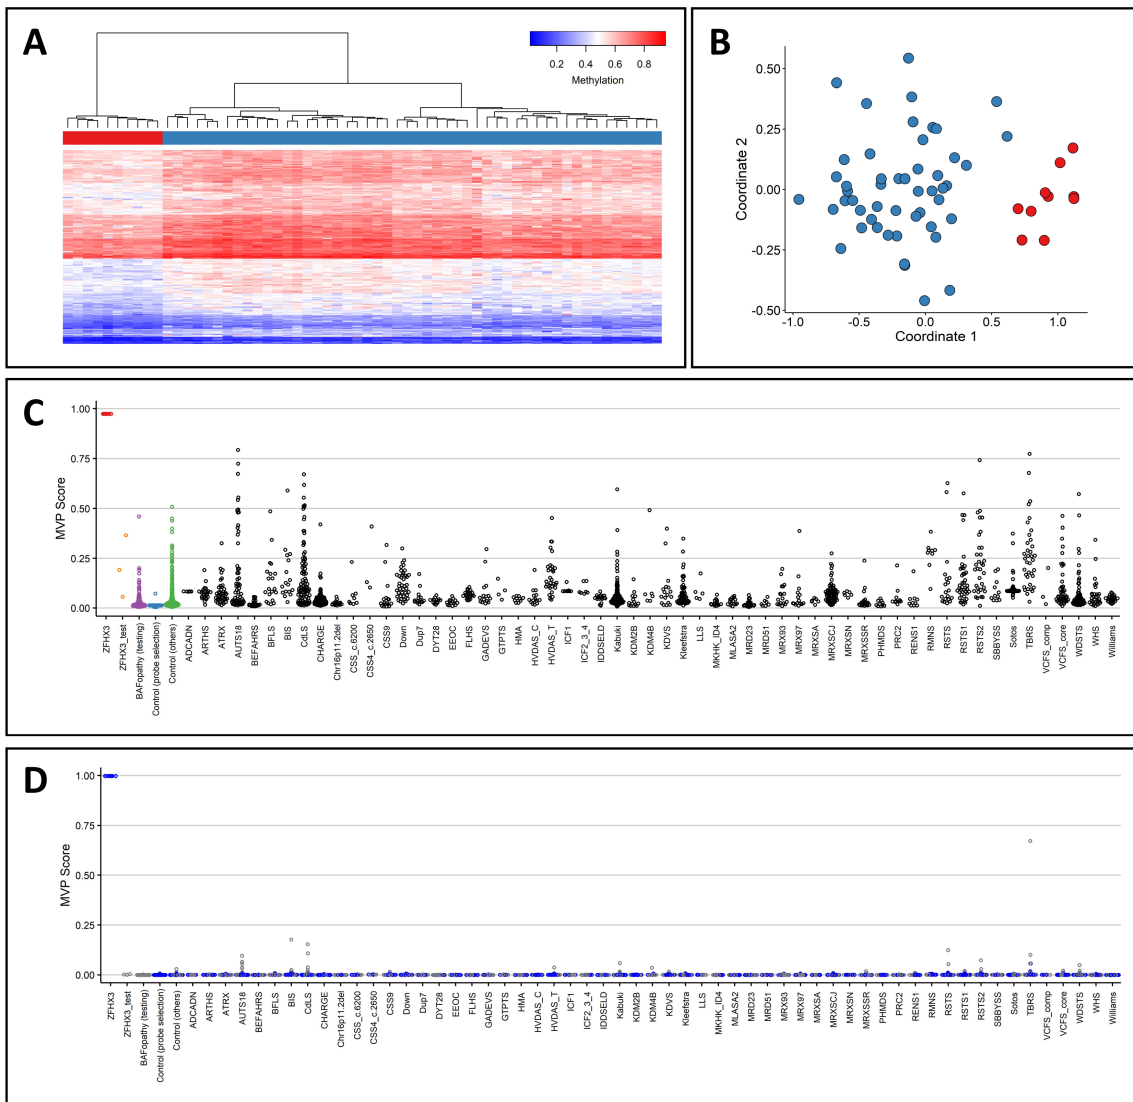 A
0.2 0.4 0.6 0.8
Methylation
B
0.50
0.25
0.00
-0.25
-0.50
Coordinate 2
-1.0 -0.5 0.0 0.5 1.0
Coordinate 1
C
1.00
0.75
0.50
0.25
0.00
MVP Score
ZFHX3
ZFHX3_test
BAFopathy (testing)
Control (probe selection)
Control (others)
ADCADN
ARTHS
ATRX
AUTS18
BEFAHRS
BFLS
BIS
CdLS
CHARGE
Chr16p11.2del
CSS_c.6200
CSS4_c.2650
CSS9
Down
Dup7
DYT28
EEOC
FLHS
GADEVS
GTPTS
HMA
HVDAS_C
HVDAS_T
ICF1
ICF2_3_4
IDDSELD
Kabuki
KDM2B
KDM4B
KDVS
Kleefstra
LLS
MKHK_ID4
MLASA2
MRD23
MRD51
MRX93
MRX97
MRXSA
MRXSCJ
MRXSN
MRXSSR
PHMDS
PRC2
RENS1
RMNS
RSTS
RSTS1
RSTS2
SBBYSS
Sotos
TBRS
VCFS_comp
VCFS_core
WDSTS
WHS
Williams
D
1.00
0.75
0.50
0.25
0.00
MVP Score
ZFHX3
ZFHX3_test
BAFopathy (testing)
Control (probe selection)
Control (others)
ADCADN
ARTHS
ATRX
AUTS18
BEFAHRS
BFLS
BIS
CdLS
CHARGE
Chr16p11.2del
CSS_c.6200
CSS4_c.2650
CSS9
Down
Dup7
DYT28
EEOC
FLHS
GADEVS
GTPTS
HMA
HVDAS_C
HVDAS_T
ICF1
ICF2_3_4
IDDSELD
Kabuki
KDM2B
KDM4B
KDVS
Kleefstra
LLS
MKHK_ID4
MLASA2
MRD23
MRD51
MRX93
MRX97
MRXSA
MRXSCJ
MRXSN
MRXSSR
PHMDS
PRC2
RENS1
RMNS
RSTS
RSTS1
RSTS2
SBBYSS
Sotos
TBRS
VCFS_comp
VCFS_core
WDSTS
WHS
Williams